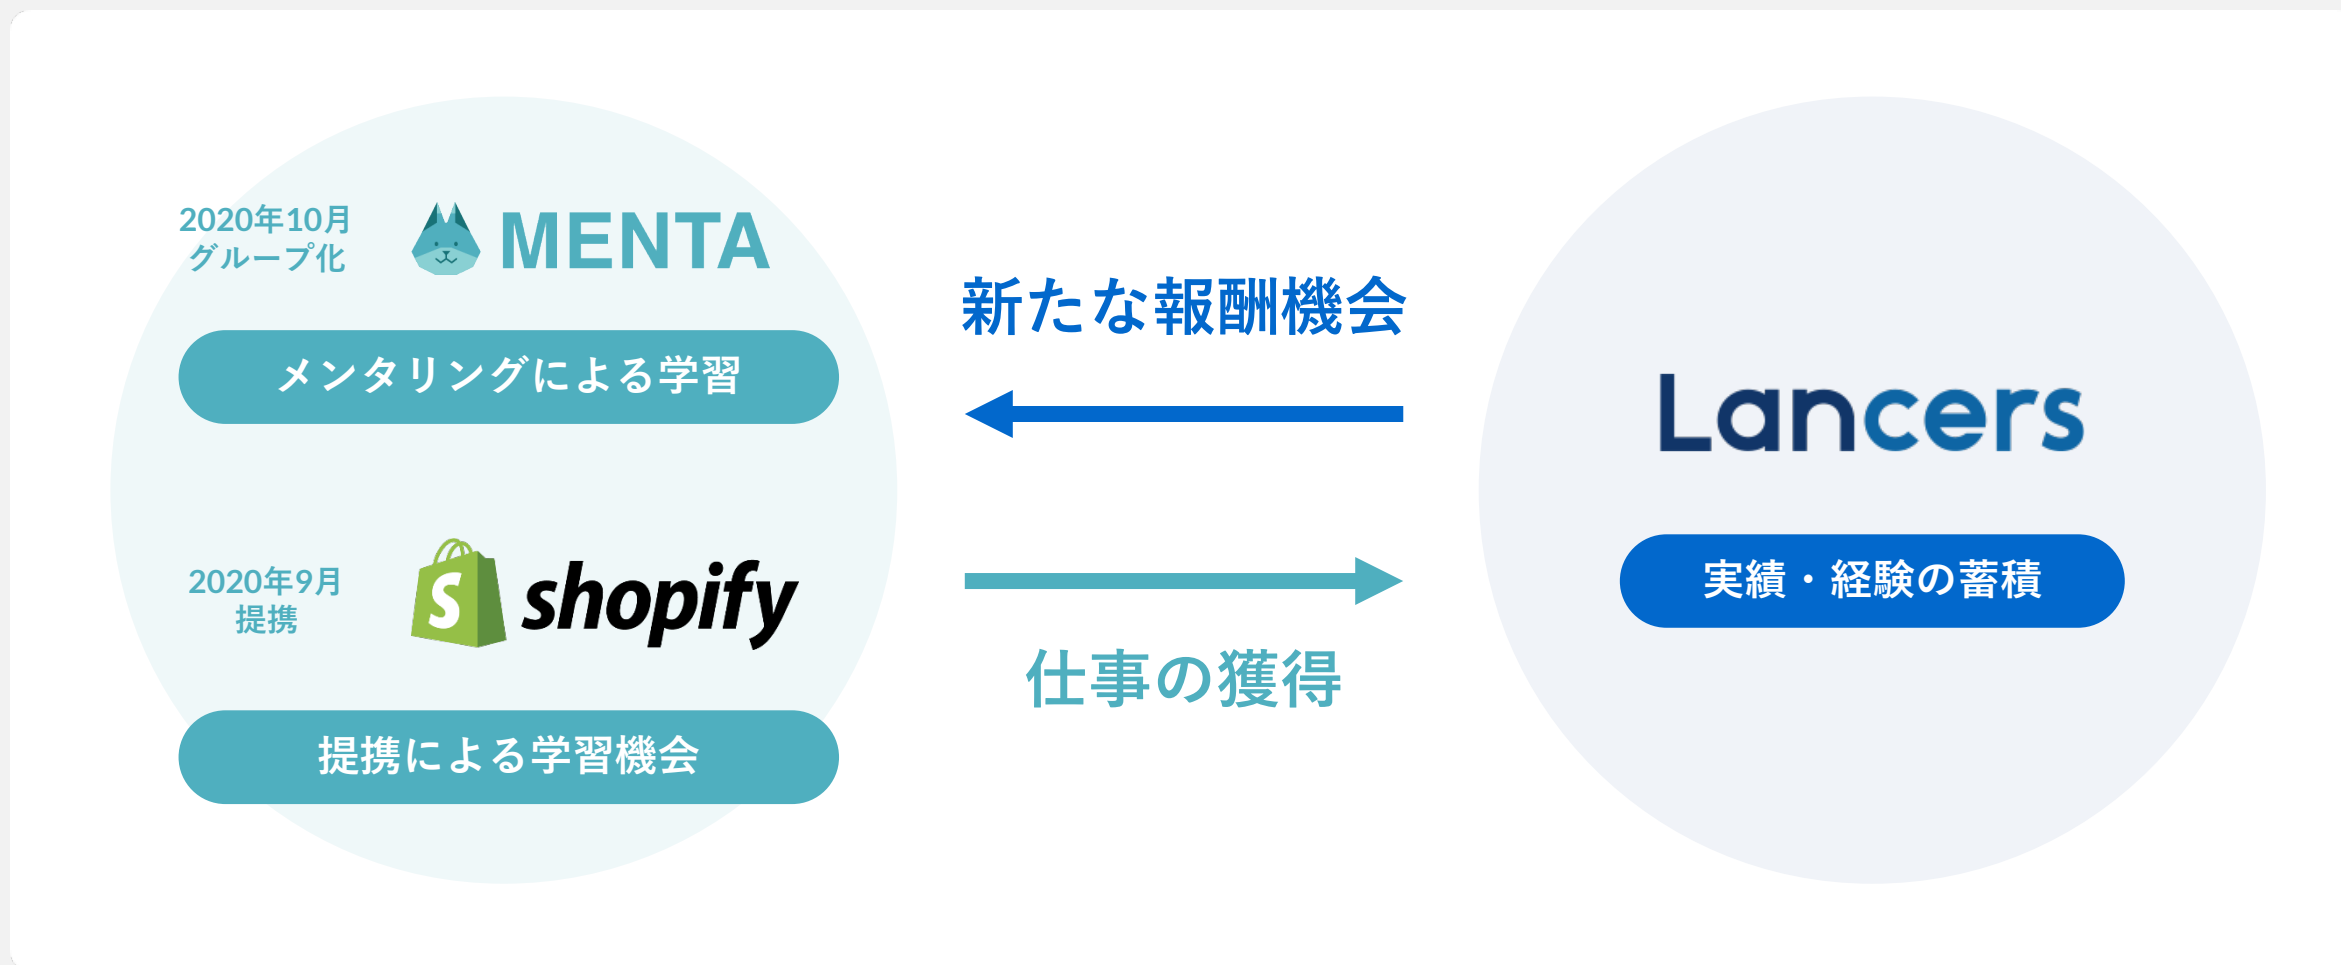 2020年10月
グループ化
MENTA
メンタリングによる学習
2020年9月
提携
shopify
提携による学習機会
新たな報酬機会
仕事の獲得
Lancers
実績・経験の蓄積